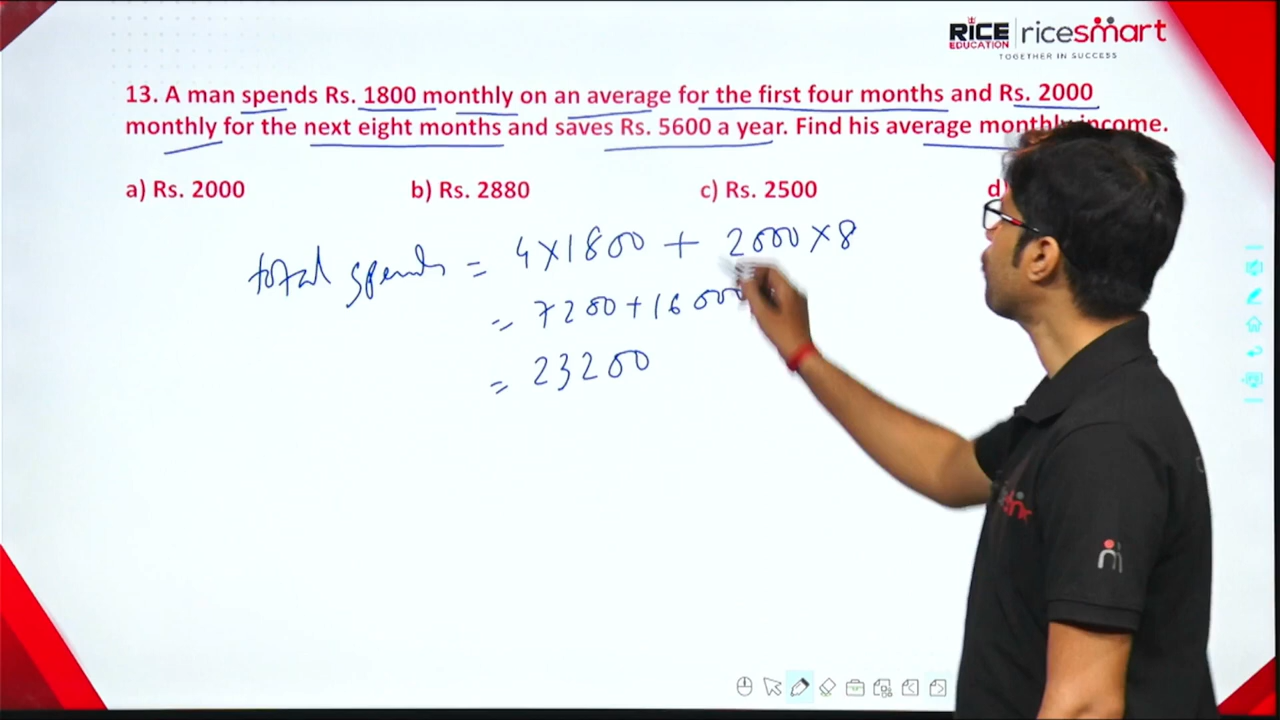 RICE EDUCATION | ricesmart
TOGETHER IN SUCCESS
13. A man spends Rs. 1800 monthly on an average for the first four months and Rs. 2000
monthly for the next eight months and saves Rs. 5600 a year. Find his average monthly income.
a) Rs. 2000 b) Rs. 2880 c) Rs. 2500 d)
total spends = 4×1800 + 2000×8
= 7200+16000
= 23200